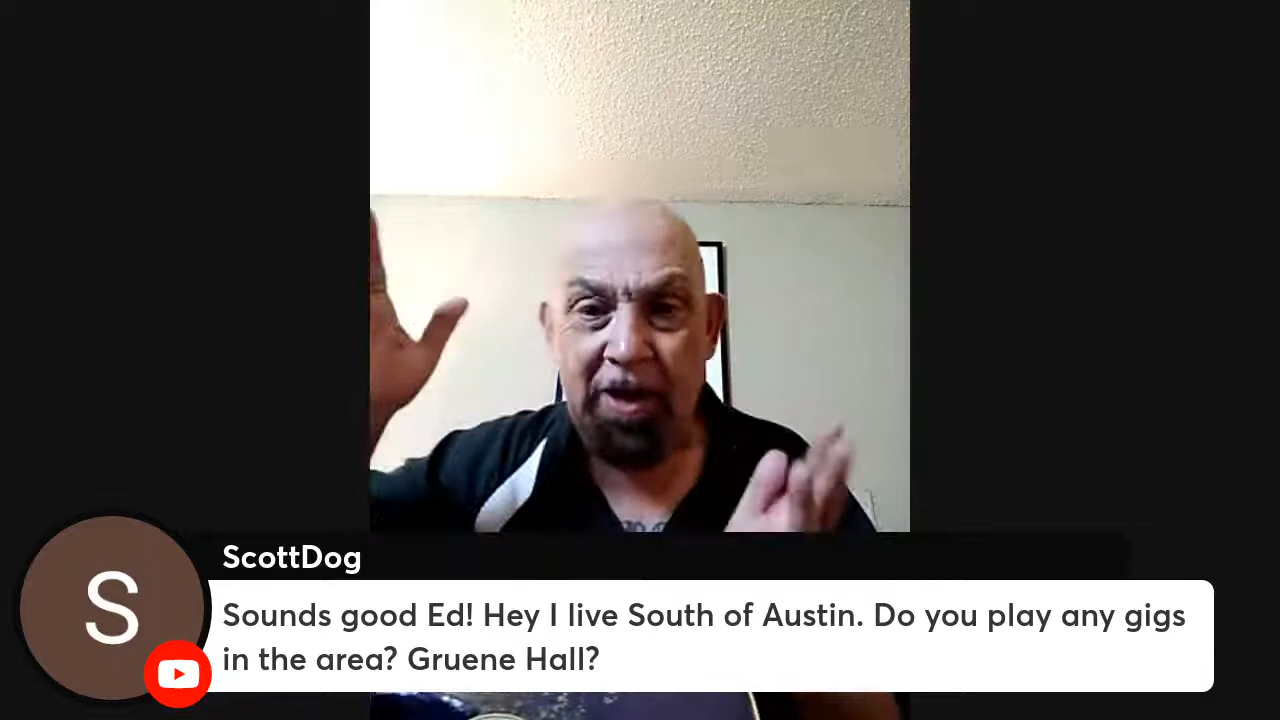 ScottDog
Sounds good Ed! Hey I live South of Austin. Do you play any gigs
in the area? Gruene Hall?
S